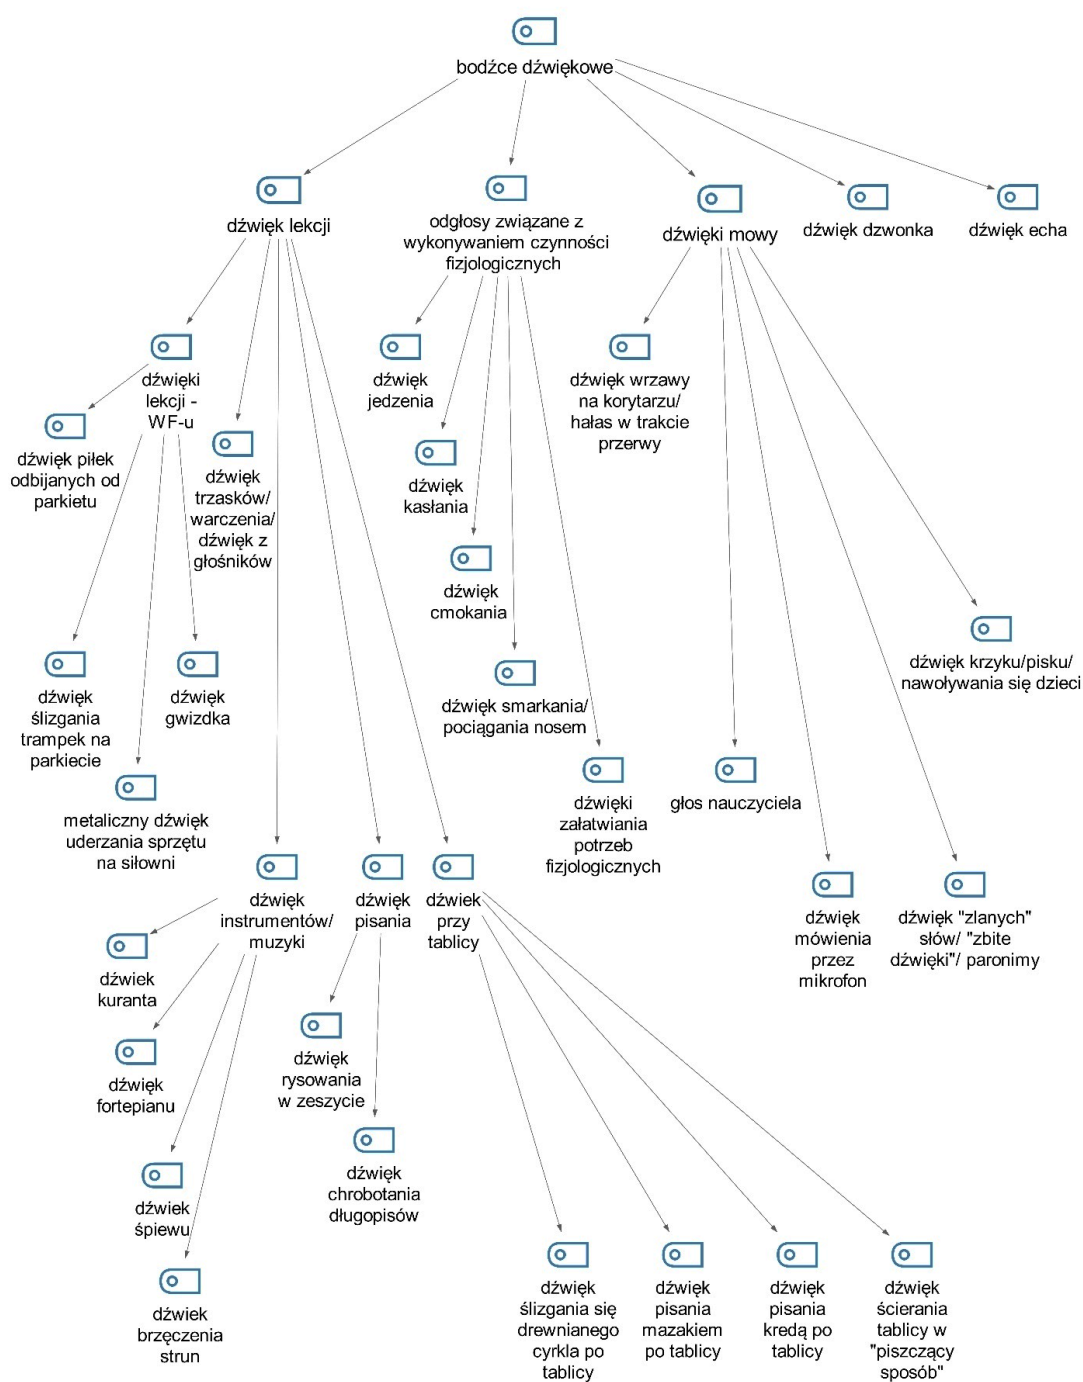 bodźce dźwiękowe
dźwięk lekcji
odgłosy związane z
wykonywaniem czynności
fizjologicznych
dźwięki mowy
dźwięk dzwonka
dźwięk echa
dźwięki
lekcji -
WF-u
dźwięk piłek
odbijanych od
parkietu
dźwięk
trzasków/
warczenia/
dźwięk z
głośników
dźwięk
jedzenia
dźwięk
kasłania
dźwięk
cmokania
dźwięk smarkania/
pociągania nosem
dźwięki
załatwiania
potrzeb
fizjologicznych
dźwięk wrzawy
na korytarzu/
hałas w trakcie
przerwy
dźwięk krzyku/pisku/
nawoływania się dzieci
głos nauczyciela
dźwięk
mówienia
przez
mikrofon
dźwięk "zlanych"
słów/ "zbite
dźwięki"/ paronimy
dźwięk
ślizgania
trampek na
parkiecie
dźwięk
gwizdka
metaliczny dźwięk
uderzania sprzętu
na siłowni
dźwięk
instrumentów/
muzyki
dźwięk
pisania
dźwiek
przy
tablicy
dźwiek
kuranta
dźwięk
fortepianu
dźwiek
śpiewu
dźwiek
brzęczenia
strun
dźwięk
rysowania
w zeszycie
dźwięk
chrobotania
długopisów
dźwięk
ślizgania się
drewnianego
cyrkla po
tablicy
dźwięk
pisania
mazakiem
po tablicy
dźwięk
pisania
kredą po
tablicy
dźwięk
ścierania
tablicy w
"piszczący
sposób"